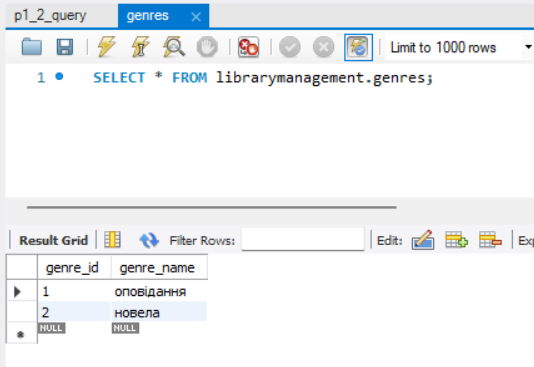 p1_2_query genres
Limit to 1000 rows
1 SELECT * FROM librarymanagement.genres;
Result Grid Filter Rows: Edit:
genre_id genre_name
1 оповідання
2 новела
NULL NULL